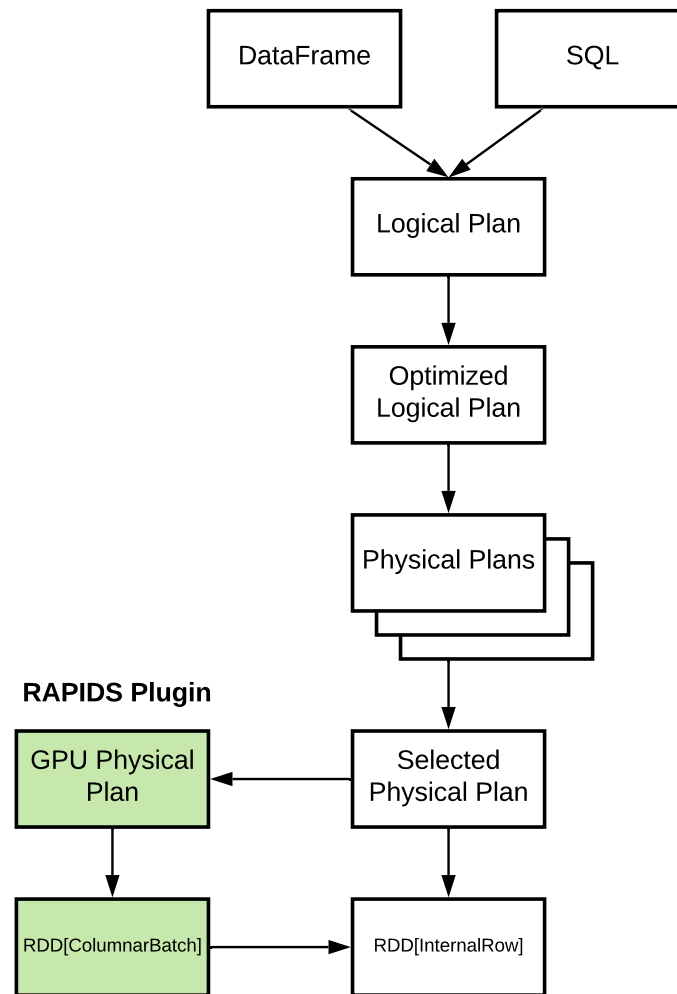 DataFrame
SQL
Logical Plan
Optimized
Logical Plan
Physical Plans
RAPIDS Plugin
GPU Physical
Plan
Selected
Physical Plan
RDD[ColumnarBatch]
RDD[InternalRow]